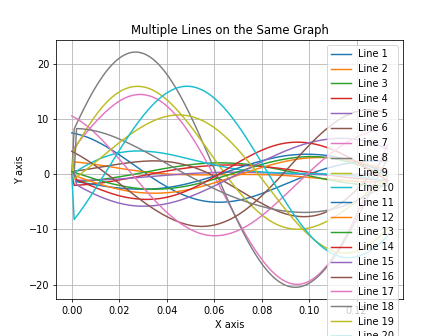 Multiple Lines on the Same Graph
Y axis
20
10
0
−10
−20
0.00
0.02
0.04
0.06
0.08
0.10
X axis
Line 1
Line 2
Line 3
Line 4
Line 5
Line 6
Line 7
Line 8
Line 9
Line 10
Line 11
Line 12
Line 13
Line 14
Line 15
Line 16
Line 17
Line 18
Line 19
Line 20